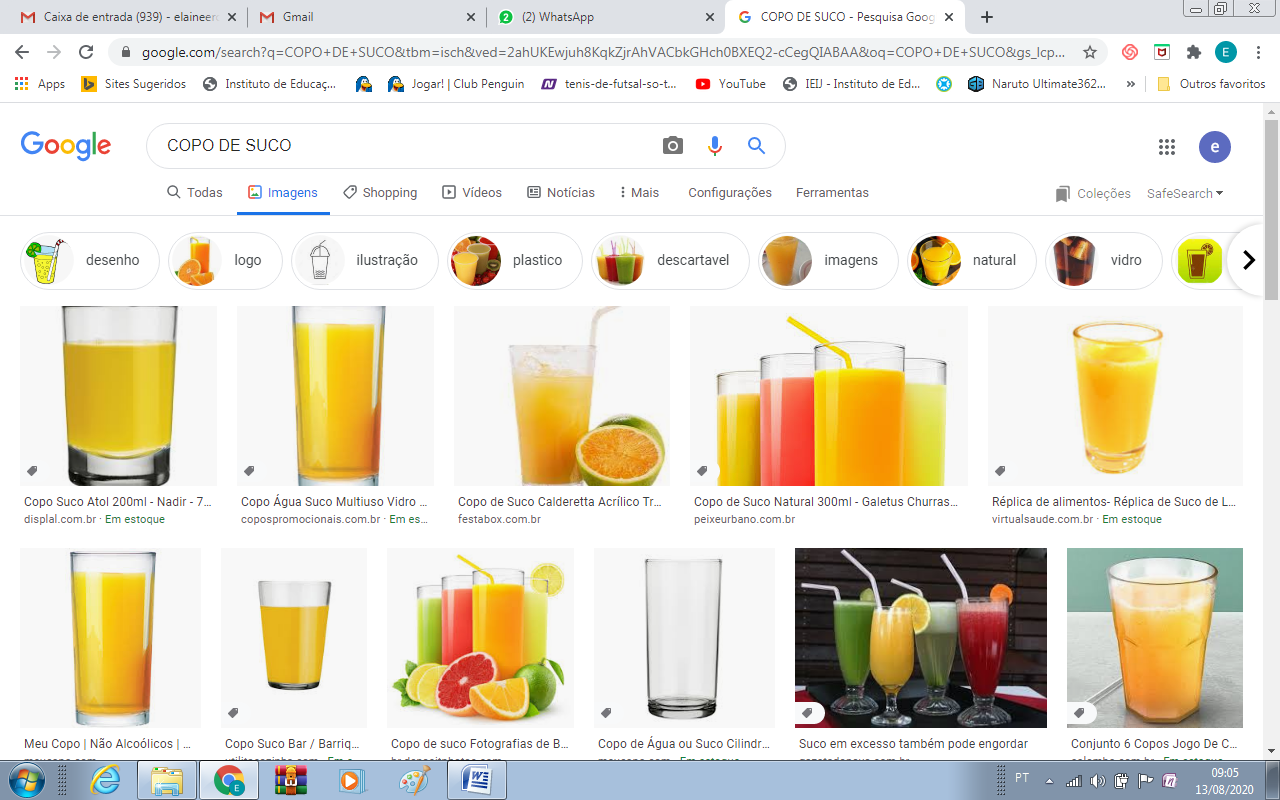 Caixa de entrada (939) - elaineem
Gmail
(2) WhatsApp
COPO DE SUCO - Pesquisa Goog
google.com/search?q=COPO+DE+SUCO&tbm=isch&ved=2ahUKEwjuh8KqkZjrAhVACbkGHch0BXEQ2-cCegQIABAA&oq=COPO+DE+SUCO&gs_lcp...
E
Apps
Sites Sugeridos
Instituto de Educaç...
Jogar! | Club Penguin
tenis-de-futsal-so-t...
YouTube
IEIJ - Instituto de Ed...
Naruto Ultimate362...
»
Outros favoritos
Google
COPO DE SUCO
e
Todas
Imagens
Shopping
Vídeos
Notícias
Mais
Configurações
Ferramentas
Coleções
SafeSearch
desenho
logo
ilustração
plastico
descartavel
imagens
natural
vidro
Copo Suco Atol 200ml - Nadir - 7...
displal.com.br · Em estoque
Copo Água Suco Multiuso Vidro ...
copospromocionais.com.br · Em es...
Copo de Suco Calderetta Acrílico Tr...
festabox.com.br
Copo de Suco Natural 300ml - Galetus Churras...
peixeurbano.com.br
Réplica de alimentos- Réplica de Suco de L...
virtualsaude.com.br · Em estoque
Meu Copo | Não Alcoólicos | ...
Copo Suco Bar / Barriq...
Copo de suco Fotografias de B...
Copo de Água ou Suco Cilindr...
Suco em excesso também pode engordar
Conjunto 6 Copos Jogo De C...
PT
09:05
13/08/2020